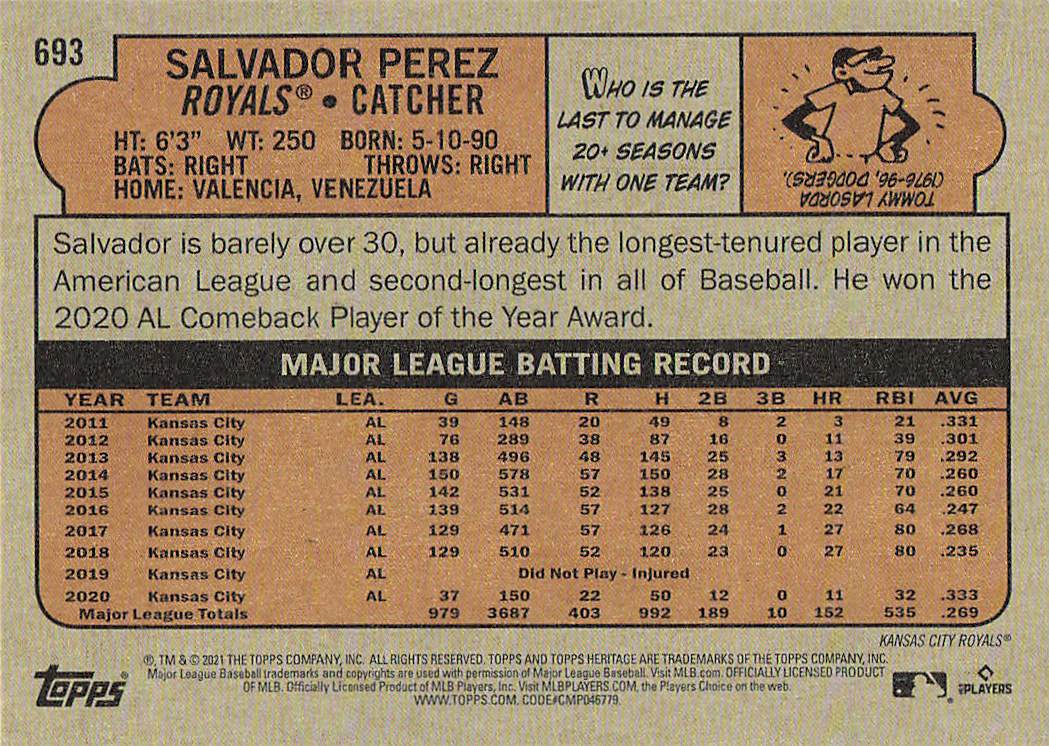 693
SALVADOR PEREZ
ROYALS® • CATCHER
HT: 6'3" WT: 250 BORN: 5-10-90
BATS: RIGHT THROWS: RIGHT
HOME: VALENCIA, VENEZUELA
WHO IS THE
LAST TO MANAGE
20+ SEASONS
WITH ONE TEAM?
TOMMY LASORDA
(1976-96, DODGERS).
Salvador is barely over 30, but already the longest-tenured player in the
American League and second-longest in all of Baseball. He won the
2020 AL Comeback Player of the Year Award.
MAJOR LEAGUE BATTING RECORD
YEAR TEAM LEA. G AB R H 2B 3B HR RBI AVG
2011 Kansas City AL 39 148 20 49 8 2 3 21 .331
2012 Kansas City AL 76 289 38 87 16 0 11 39 .301
2013 Kansas City AL 138 496 48 145 25 3 13 79 .292
2014 Kansas City AL 150 578 57 150 28 2 17 70 .260
2015 Kansas City AL 142 531 52 138 25 0 21 70 .260
2016 Kansas City AL 139 514 57 127 28 2 22 64 .247
2017 Kansas City AL 129 471 57 126 24 1 27 80 .268
2018 Kansas City AL 129 510 52 120 23 0 27 80 .235
2019 Kansas City AL Did Not Play - Injured
2020 Kansas City AL 37 150 22 50 12 0 11 32 .333
Major League Totals 979 3687 403 992 189 10 152 535 .269
KANSAS CITY ROYALS®
®, TM & © 2021 THE TOPPS COMPANY, INC. ALL RIGHTS RESERVED. TOPPS AND TOPPS HERITAGE ARE TRADEMARKS OF THE TOPPS COMPANY, INC.
Major League Baseball trademarks and copyrights are used with permission of Major League Baseball. Visit MLB.com. OFFICIALLY LICENSED PRODUCT
OF MLB. Officially Licensed Product of MLB Players, Inc. Visit MLBPLAYERS.COM, the Players Choice on the web.
WWW.TOPPS.COM. CODE#CMP046779.
Topps®
PLAYERS